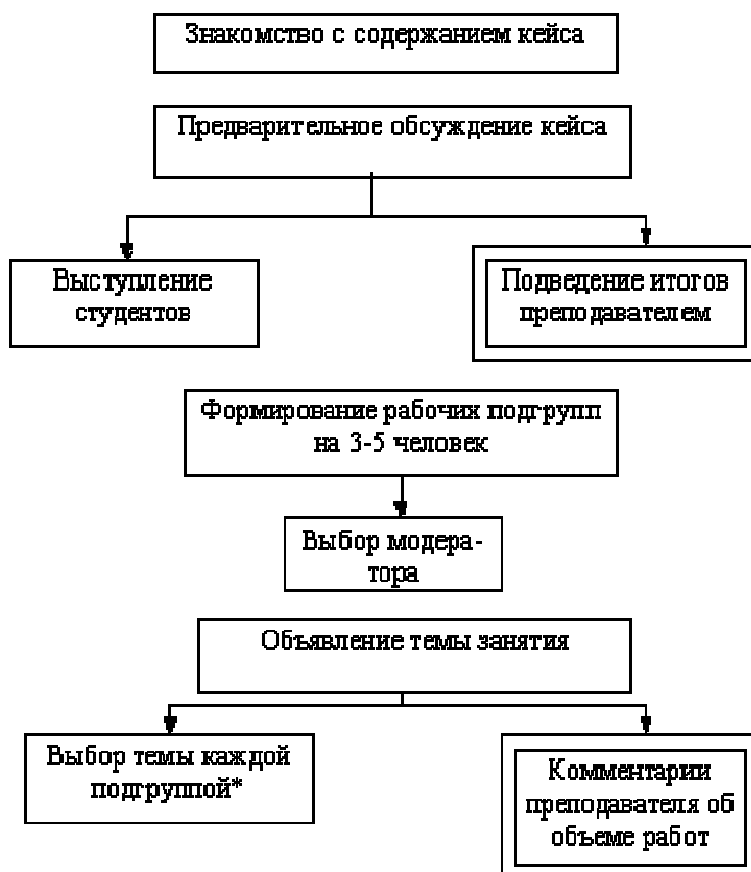 Знакомство с содержанием кейса
Предварительное обсуждение кейса
Выступление
студентов
Подведение итогов
преподавателем
Формирование рабочих подгрупп
на 3-5 человек
Выбор модера-
тора
Объявление темы занятия
Выбор темы каждой
подгруппой*
Комментарии
преподавателя об
объеме работ